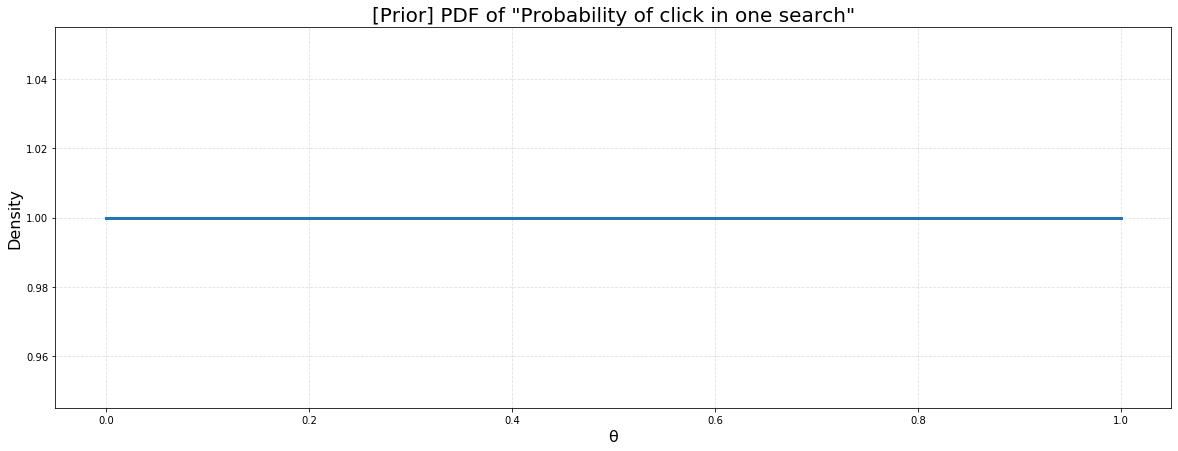 [Prior] PDF of "Probability of click in one search"
1.04
1.02
1.00
0.98
0.96
Density
0.0 0.2 0.4 0.6 0.8 1.0
θ